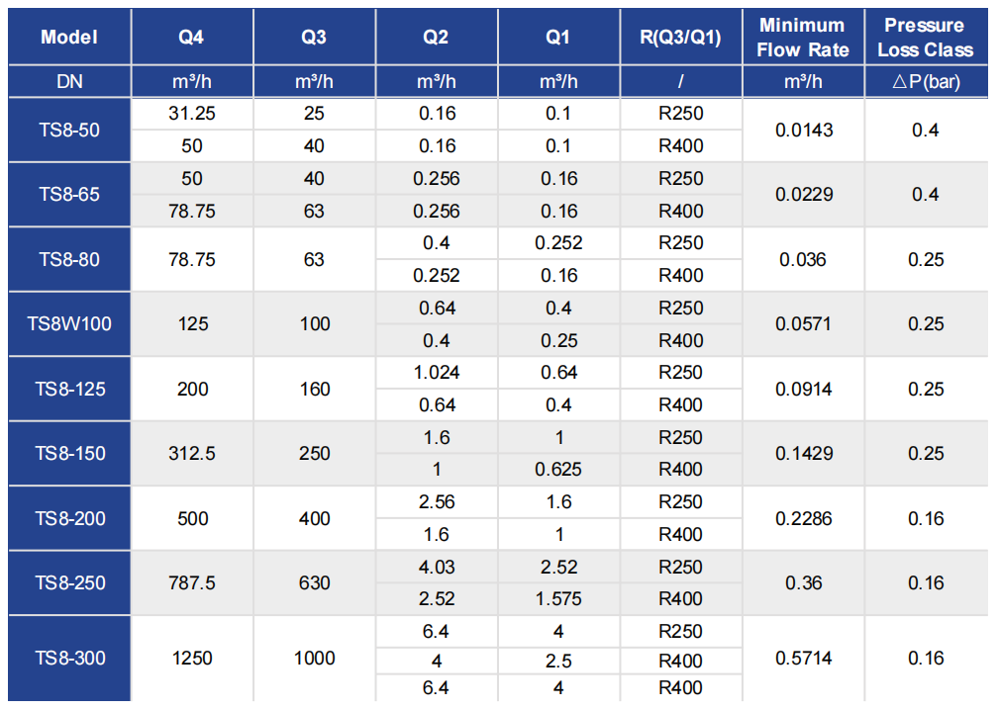 Model Q4 Q3 Q2 Q1 R(Q3/Q1) Minimum Flow Rate Pressure Loss Class
DN m³/h m³/h m³/h m³/h / m³/h △P(bar)
TS8-50 31.25 25 0.16 0.1 R250 0.0143 0.4
50 40 0.16 0.1 R400
TS8-65 50 40 0.256 0.16 R250 0.0229 0.4
78.75 63 0.256 0.16 R400
TS8-80 78.75 63 0.4 0.252 R250 0.036 0.25
0.252 0.16 R400
TS8W100 125 100 0.64 0.4 R250 0.0571 0.25
0.4 0.25 R400
TS8-125 200 160 1.024 0.64 R250 0.0914 0.25
0.64 0.4 R400
TS8-150 312.5 250 1.6 1 R250 0.1429 0.25
1 0.625 R400
TS8-200 500 400 2.56 1.6 R250 0.2286 0.16
1.6 1 R400
TS8-250 787.5 630 4.03 2.52 R250 0.36 0.16
2.52 1.575 R400
TS8-300 1250 1000 6.4 4 R250 0.5714 0.16
4 2.5 R400
6.4 4 R400